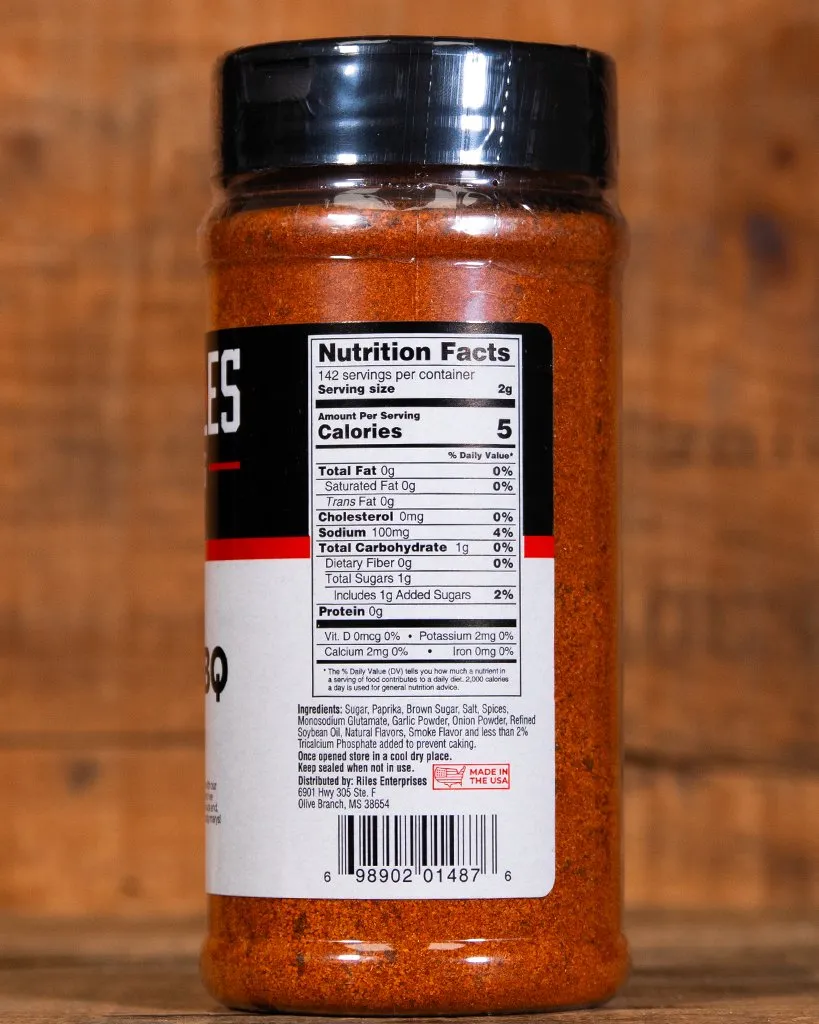 LES
Nutrition Facts
142 servings per container
Serving size 2g
Amount Per Serving
Calories 5
% Daily Value*
Total Fat 0g 0%
Saturated Fat 0g 0%
Trans Fat 0g
Cholesterol 0mg 0%
Sodium 100mg 4%
Total Carbohydrate 1g 0%
Dietary Fiber 0g 0%
Total Sugars 1g
Includes 1g Added Sugars 2%
Protein 0g
Vit. D 0mcg 0% • Potassium 2mg 0%
Calcium 2mg 0% • Iron 0mg 0%
* The % Daily Value (DV) tells you how much a nutrient in
a serving of food contributes to a daily diet. 2,000 calories
a day is used for general nutrition advice.
BQ
Ingredients: Sugar, Paprika, Brown Sugar, Salt, Spices,
Monosodium Glutamate, Garlic Powder, Onion Powder, Refined
Soybean Oil, Natural Flavors, Smoke Flavor and less than 2%
Tricalcium Phosphate added to prevent caking.
Once opened store in a cool dry place.
Keep sealed when not in use.
Distributed by: Riles Enterprises
6901 Hwy 305 Ste. F
Olive Branch, MS 38654
MADE IN
THE USA
6 98902 01487 6